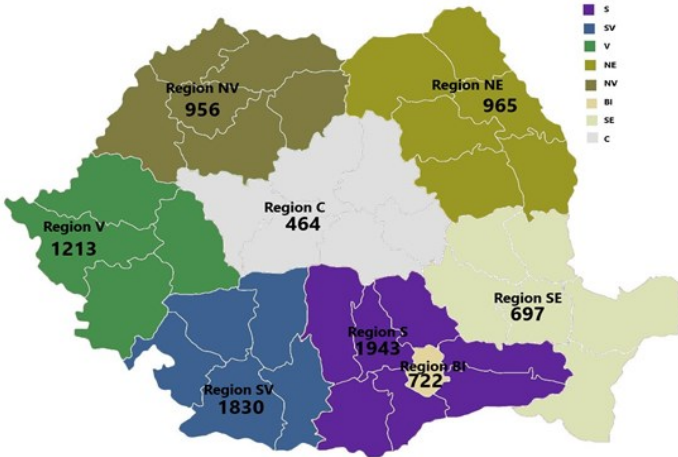 S
SV
V
NE
NV
BI
SE
C
Region NV
956
Region NE
965
Region C
464
Region V
1213
Region SE
697
Region S
1943
Region BI
722
Region SV
1830